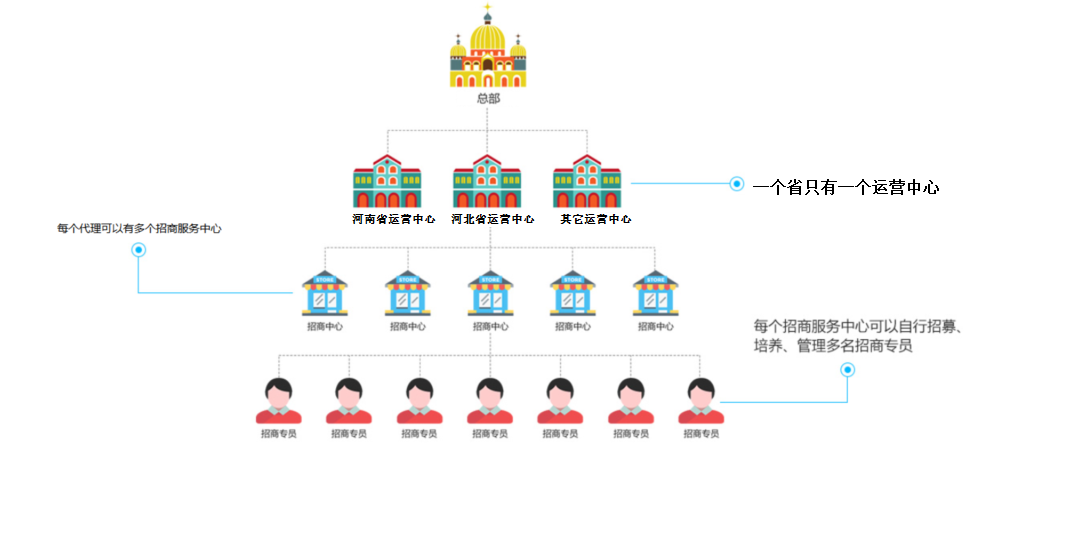 总部
一个省只有一个运营中心
河南省运营中心
河北省运营中心
其它运营中心
每个代理可以有多个招商服务中心
STORE
STORE
STORE
STORE
STORE
招商中心
招商中心
招商中心
招商中心
招商中心
每个招商服务中心可以自行招募、
培养、管理多名招商专员
招商专员
招商专员
招商专员
招商专员
招商专员
招商专员
招商专员